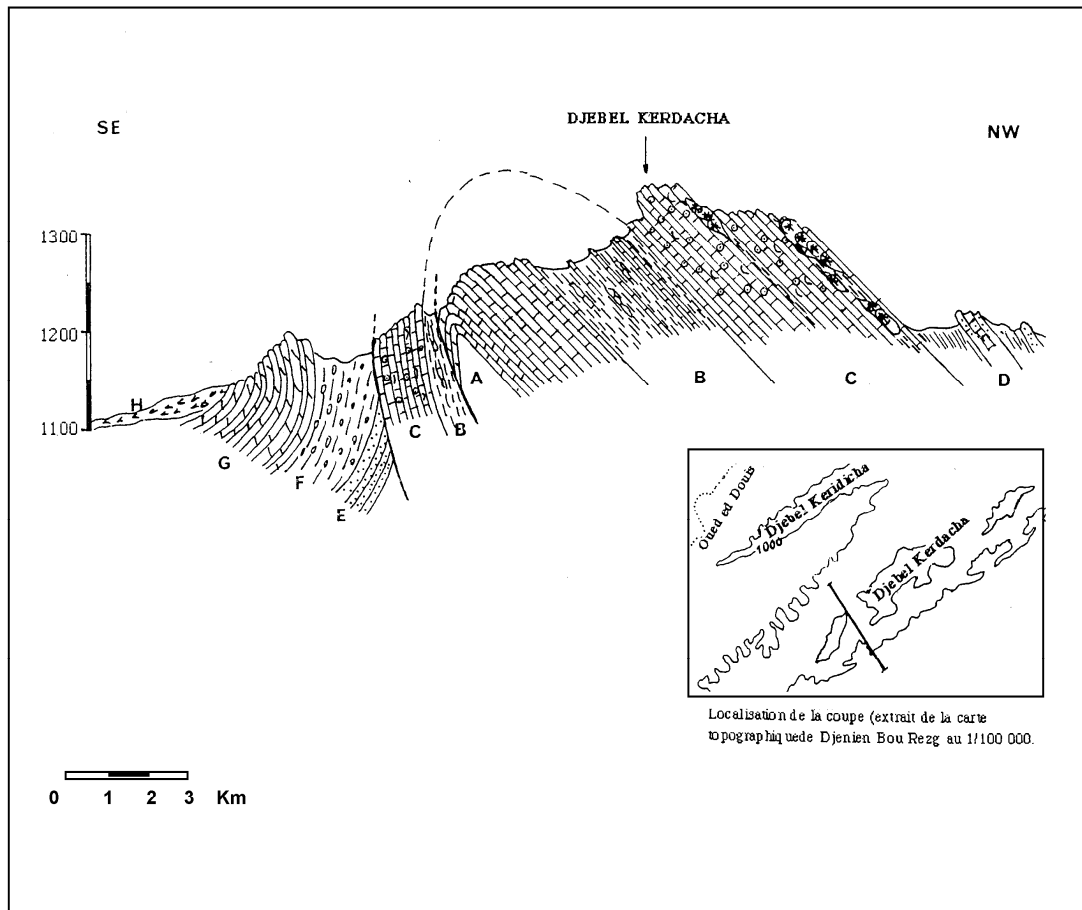 DJEBEL KERDACHA
SE
NW
1300
1200
1100
H
G
F
E
C
B
A
B
C
D
Oued ed Douis
Djebel Keridicha
1000
Djebel Kerdacha
Localisation de la coupe (extrait de la carte
topographiquede Djenien Bou Rezg au 1/100 000.
0 1 2 3 Km